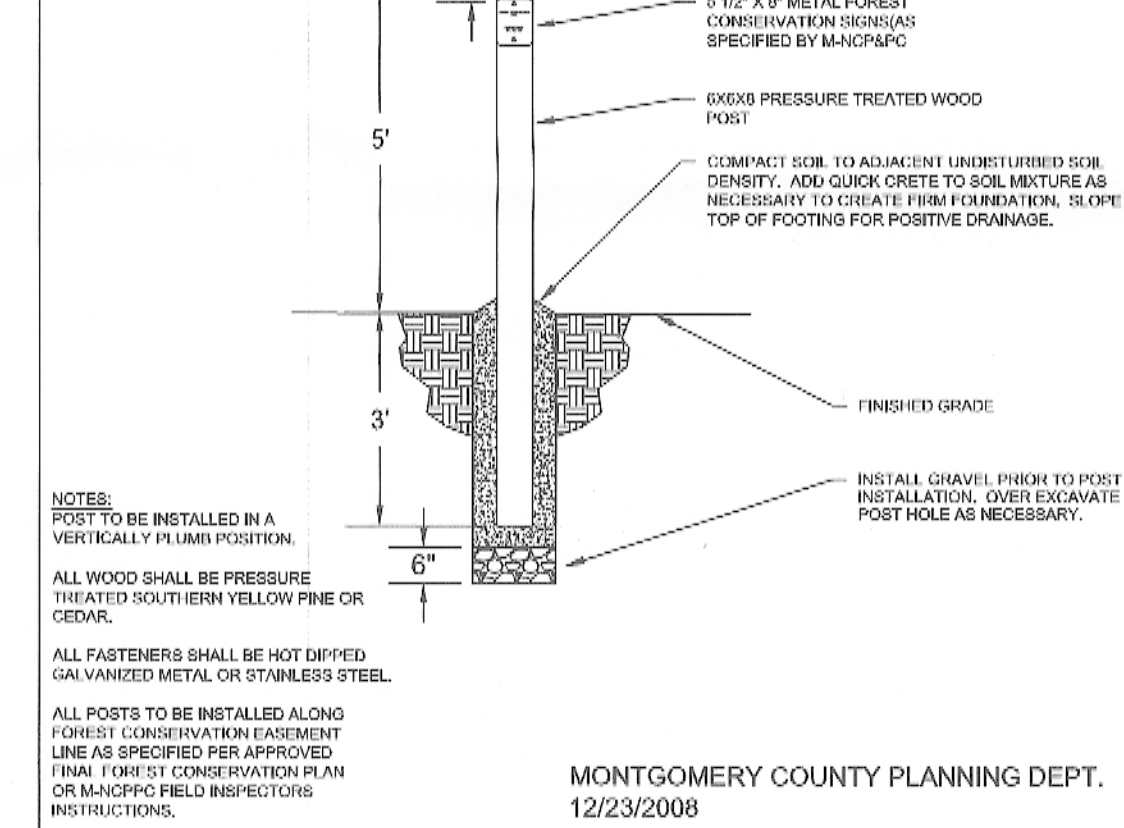 5 1/2" X 8" METAL FOREST
CONSERVATION SIGNS(AS
SPECIFIED BY M-NCP&PC
6X6X8 PRESSURE TREATED WOOD
POST
5'
COMPACT SOIL TO ADJACENT UNDISTURBED SOIL
DENSITY. ADD QUICK CRETE TO SOIL MIXTURE AS
NECESSARY TO CREATE FIRM FOUNDATION. SLOPE
TOP OF FOOTING FOR POSITIVE DRAINAGE.
3'
FINISHED GRADE
INSTALL GRAVEL PRIOR TO POST
INSTALLATION. OVER EXCAVATE
POST HOLE AS NECESSARY.
6"
NOTES:
POST TO BE INSTALLED IN A
VERTICALLY PLUMB POSITION.
ALL WOOD SHALL BE PRESSURE
TREATED SOUTHERN YELLOW PINE OR
CEDAR.
ALL FASTENERS SHALL BE HOT DIPPED
GALVANIZED METAL OR STAINLESS STEEL.
ALL POSTS TO BE INSTALLED ALONG
FOREST CONSERVATION EASEMENT
LINE AS SPECIFIED PER APPROVED
FINAL FOREST CONSERVATION PLAN
OR M-NCPPC FIELD INSPECTORS
INSTRUCTIONS.
MONTGOMERY COUNTY PLANNING DEPT.
12/23/2008